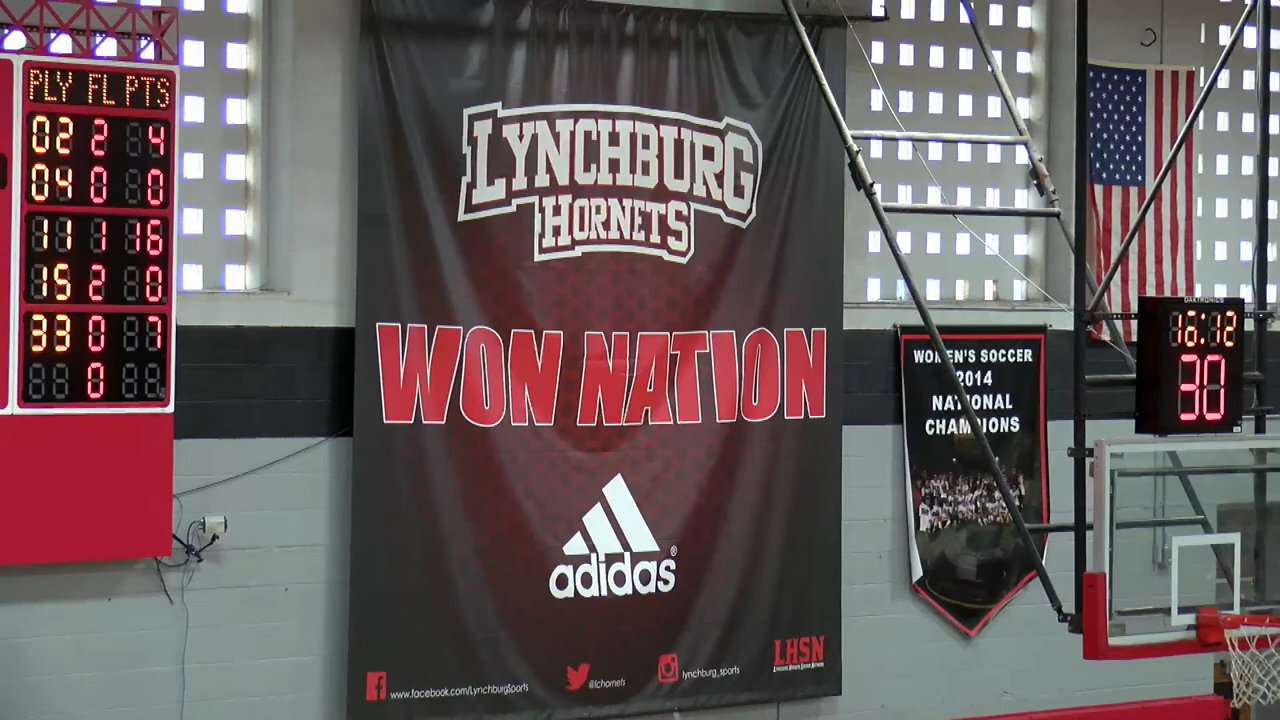 PLY FL PTS
02 2 4
04 0 0
11 1 16
15 2 0
33 0 7
0
LYNCHBURG
HORNETS
WON NATION
adidas®
www.facebook.com/LynchburgSports
@lchornets
lynchburg_sports
LHSN
WOMEN'S SOCCER
2014
NATIONAL
CHAMPIONS
DAKTRONICS
16:12
30